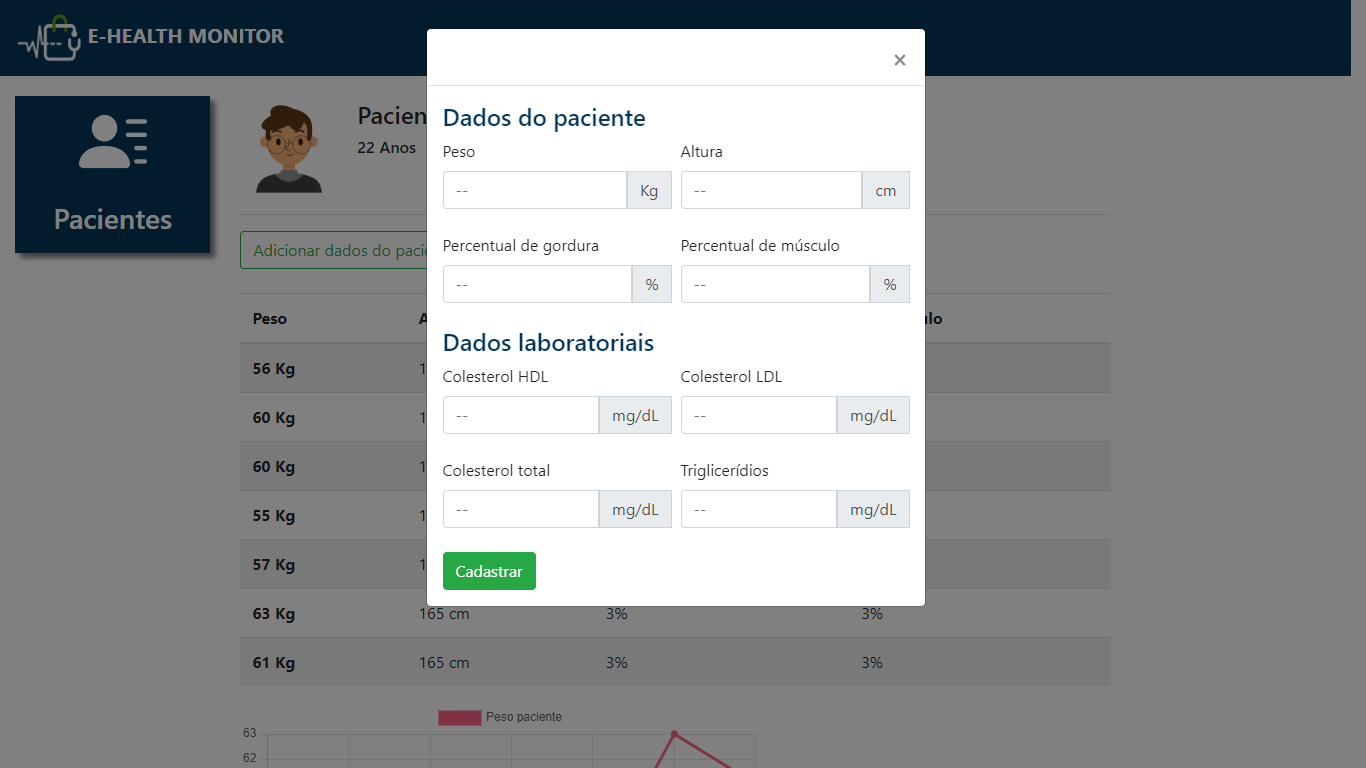 E-HEALTH MONITOR
×
Pacientes
Pacien
22 Anos
Adicionar dados do pacie
Dados do paciente
Peso Altura
-- Kg -- cm
Percentual de gordura Percentual de músculo
-- % -- %
Dados laboratoriais
Colesterol HDL Colesterol LDL
-- mg/dL -- mg/dL
Colesterol total Triglicerídios
-- mg/dL -- mg/dL
Cadastrar
Peso A lo
56 Kg 1
60 Kg 1
60 Kg 1
55 Kg 1
57 Kg 1
63 Kg 165 cm 3% 3%
61 Kg 165 cm 3% 3%
Peso paciente
63
62